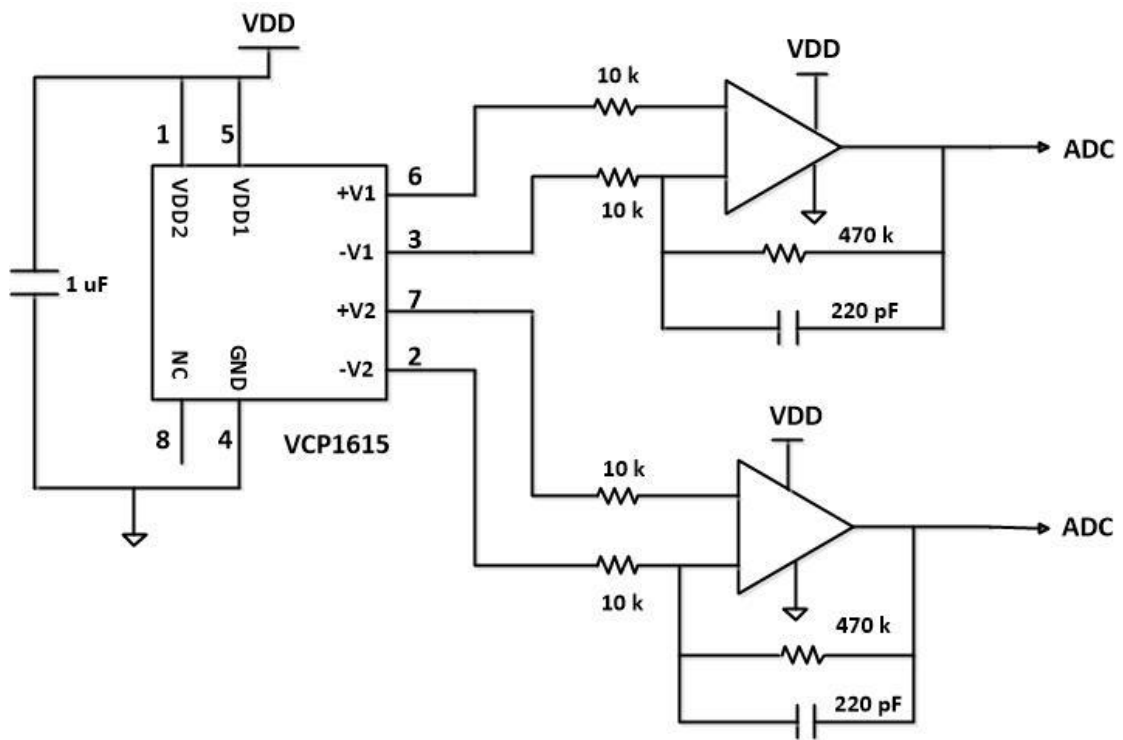 VDD
VDD
10 k
1
5
ADC
6
VDD2
VDD1
+V1
10 k
3
-V1
470 k
1 uF
7
+V2
220 pF
2
-V2
NC
GND
VDD
8
4
VCP1615
10 k
ADC
10 k
470 k
220 pF